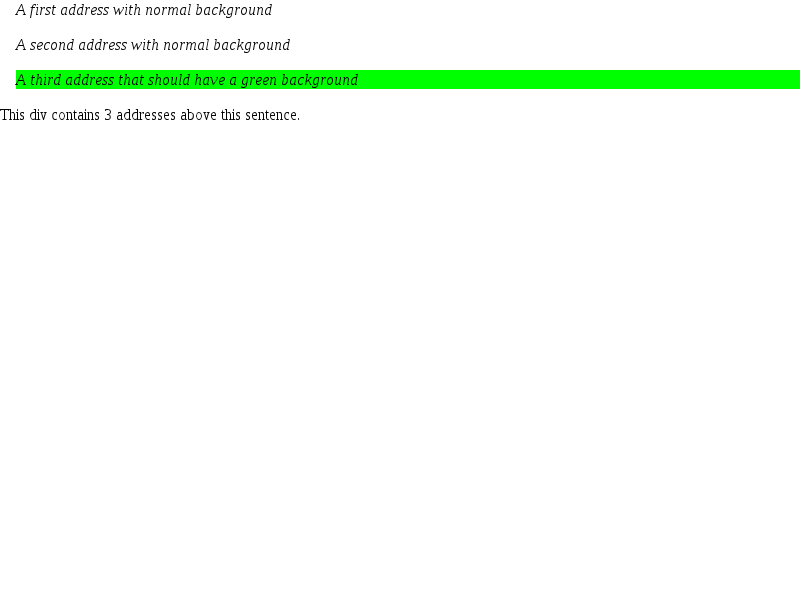 A first address with normal background
A second address with normal background
A third address that should have a green background
This div contains 3 addresses above this sentence.